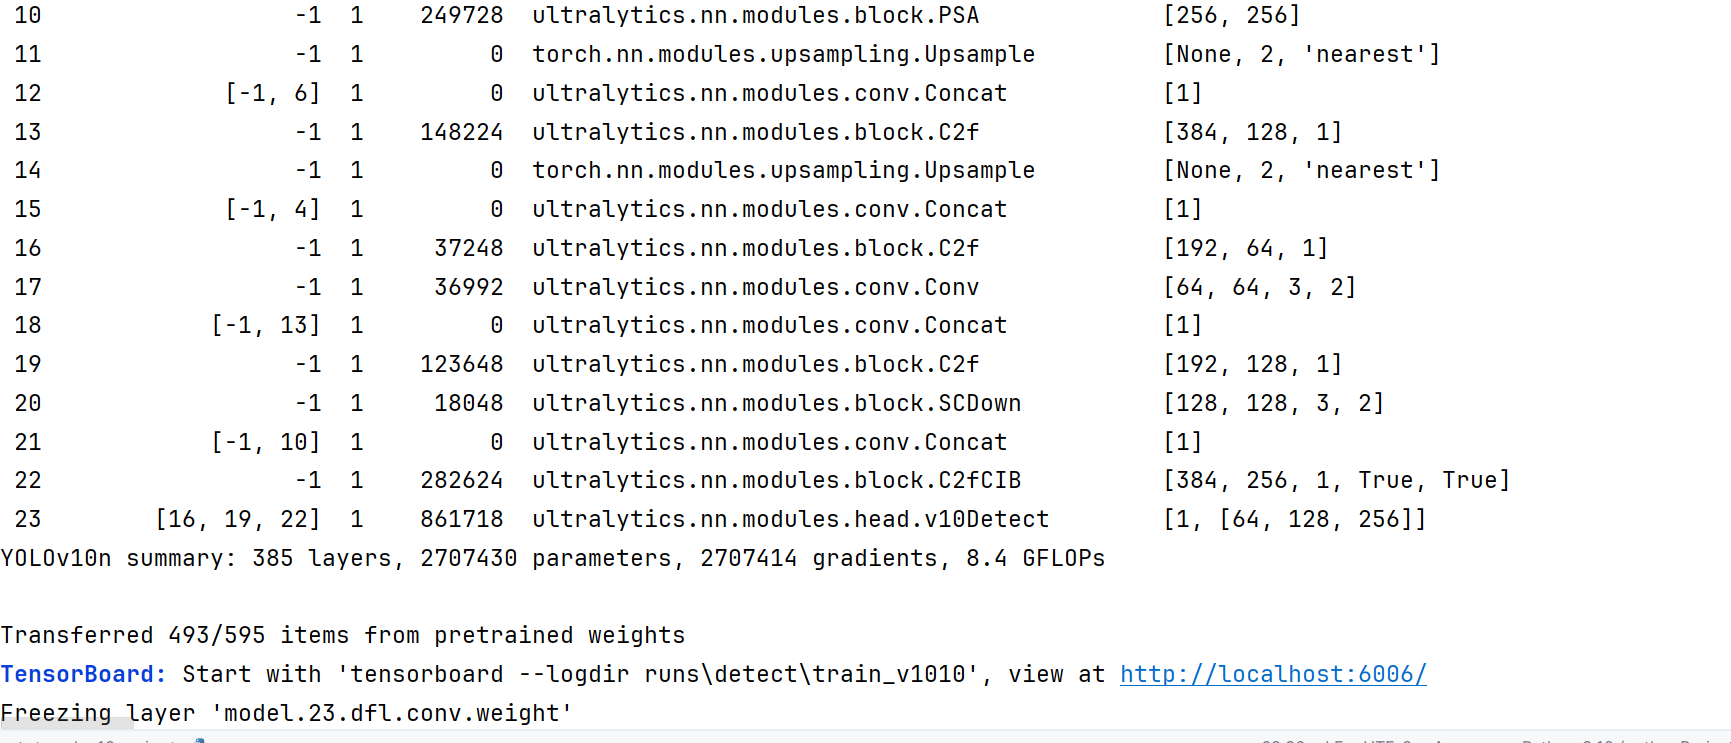 10 -1 1 249728 ultralytics.nn.modules.block.PSA [256, 256]
11 -1 1 0 torch.nn.modules.upsampling.Upsample [None, 2, 'nearest']
12 [-1, 6] 1 0 ultralytics.nn.modules.conv.Concat [1]
13 -1 1 148224 ultralytics.nn.modules.block.C2f [384, 128, 1]
14 -1 1 0 torch.nn.modules.upsampling.Upsample [None, 2, 'nearest']
15 [-1, 4] 1 0 ultralytics.nn.modules.conv.Concat [1]
16 -1 1 37248 ultralytics.nn.modules.block.C2f [192, 64, 1]
17 -1 1 36992 ultralytics.nn.modules.conv.Conv [64, 64, 3, 2]
18 [-1, 13] 1 0 ultralytics.nn.modules.conv.Concat [1]
19 -1 1 123648 ultralytics.nn.modules.block.C2f [192, 128, 1]
20 -1 1 18048 ultralytics.nn.modules.block.SCDown [128, 128, 3, 2]
21 [-1, 10] 1 0 ultralytics.nn.modules.conv.Concat [1]
22 -1 1 282624 ultralytics.nn.modules.block.C2fCIB [384, 256, 1, True, True]
23 [16, 19, 22] 1 861718 ultralytics.nn.modules.head.v10Detect [1, [64, 128, 256]]
YOLOv10n summary: 385 layers, 2707430 parameters, 2707414 gradients, 8.4 GFLOPs
Transferred 493/595 items from pretrained weights
TensorBoard: Start with 'tensorboard --logdir runs\detect\train_v1010', view at http://localhost:6006/
Freezing layer 'model.23.dfl.conv.weight'